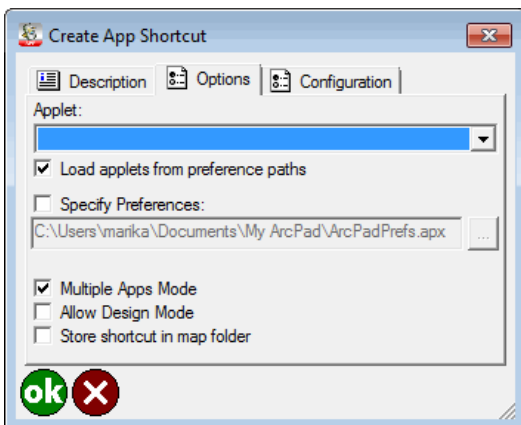 Create App Shortcut
Description Options Configuration
Applet:
Load applets from preference paths
Specify Preferences:
C:\Users\marika\Documents\My ArcPad\ArcPadPrefs.apx ...
Multiple Apps Mode
Allow Design Mode
Store shortcut in map folder
ok